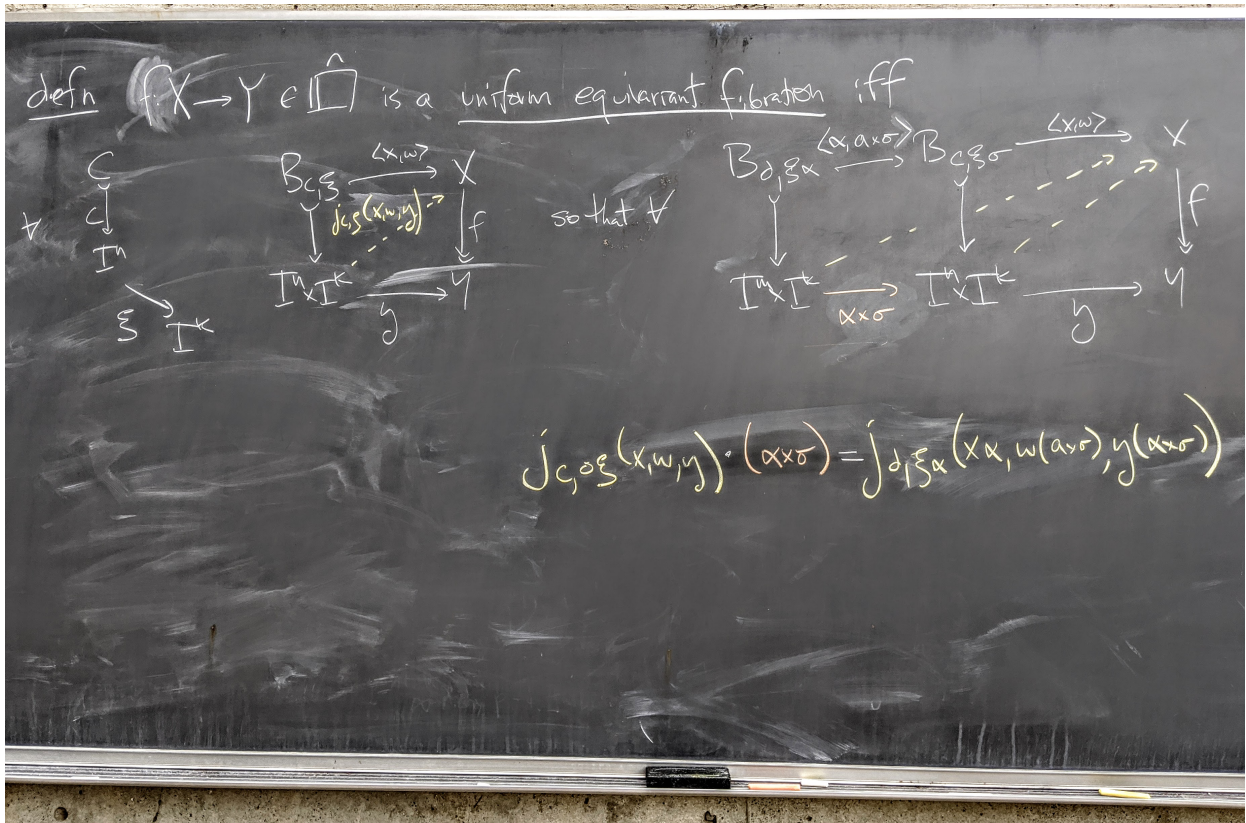 defn f: X → Y ∈ □̂ is a uniform equivariant fibration iff
∀ C c Iⁿ ξ Iᵏ
B_{c,ξ} ⟨x,w⟩ X
j_{c,ξ}(x,w,y) f
Iⁿ×Iᵏ y Y
so that ∀
B_{d,ξα} ⟨α,a×σ⟩ B_{c,ξσ} ⟨x,w⟩ X
f
Iᵐ×Iᵏ α×σ Iⁿ×Iᵏ y Y
j_{c,σξ}(x,w,y)·(α×σ) = j_{d,ξα}(xα, w(a×σ), y(α×σ))